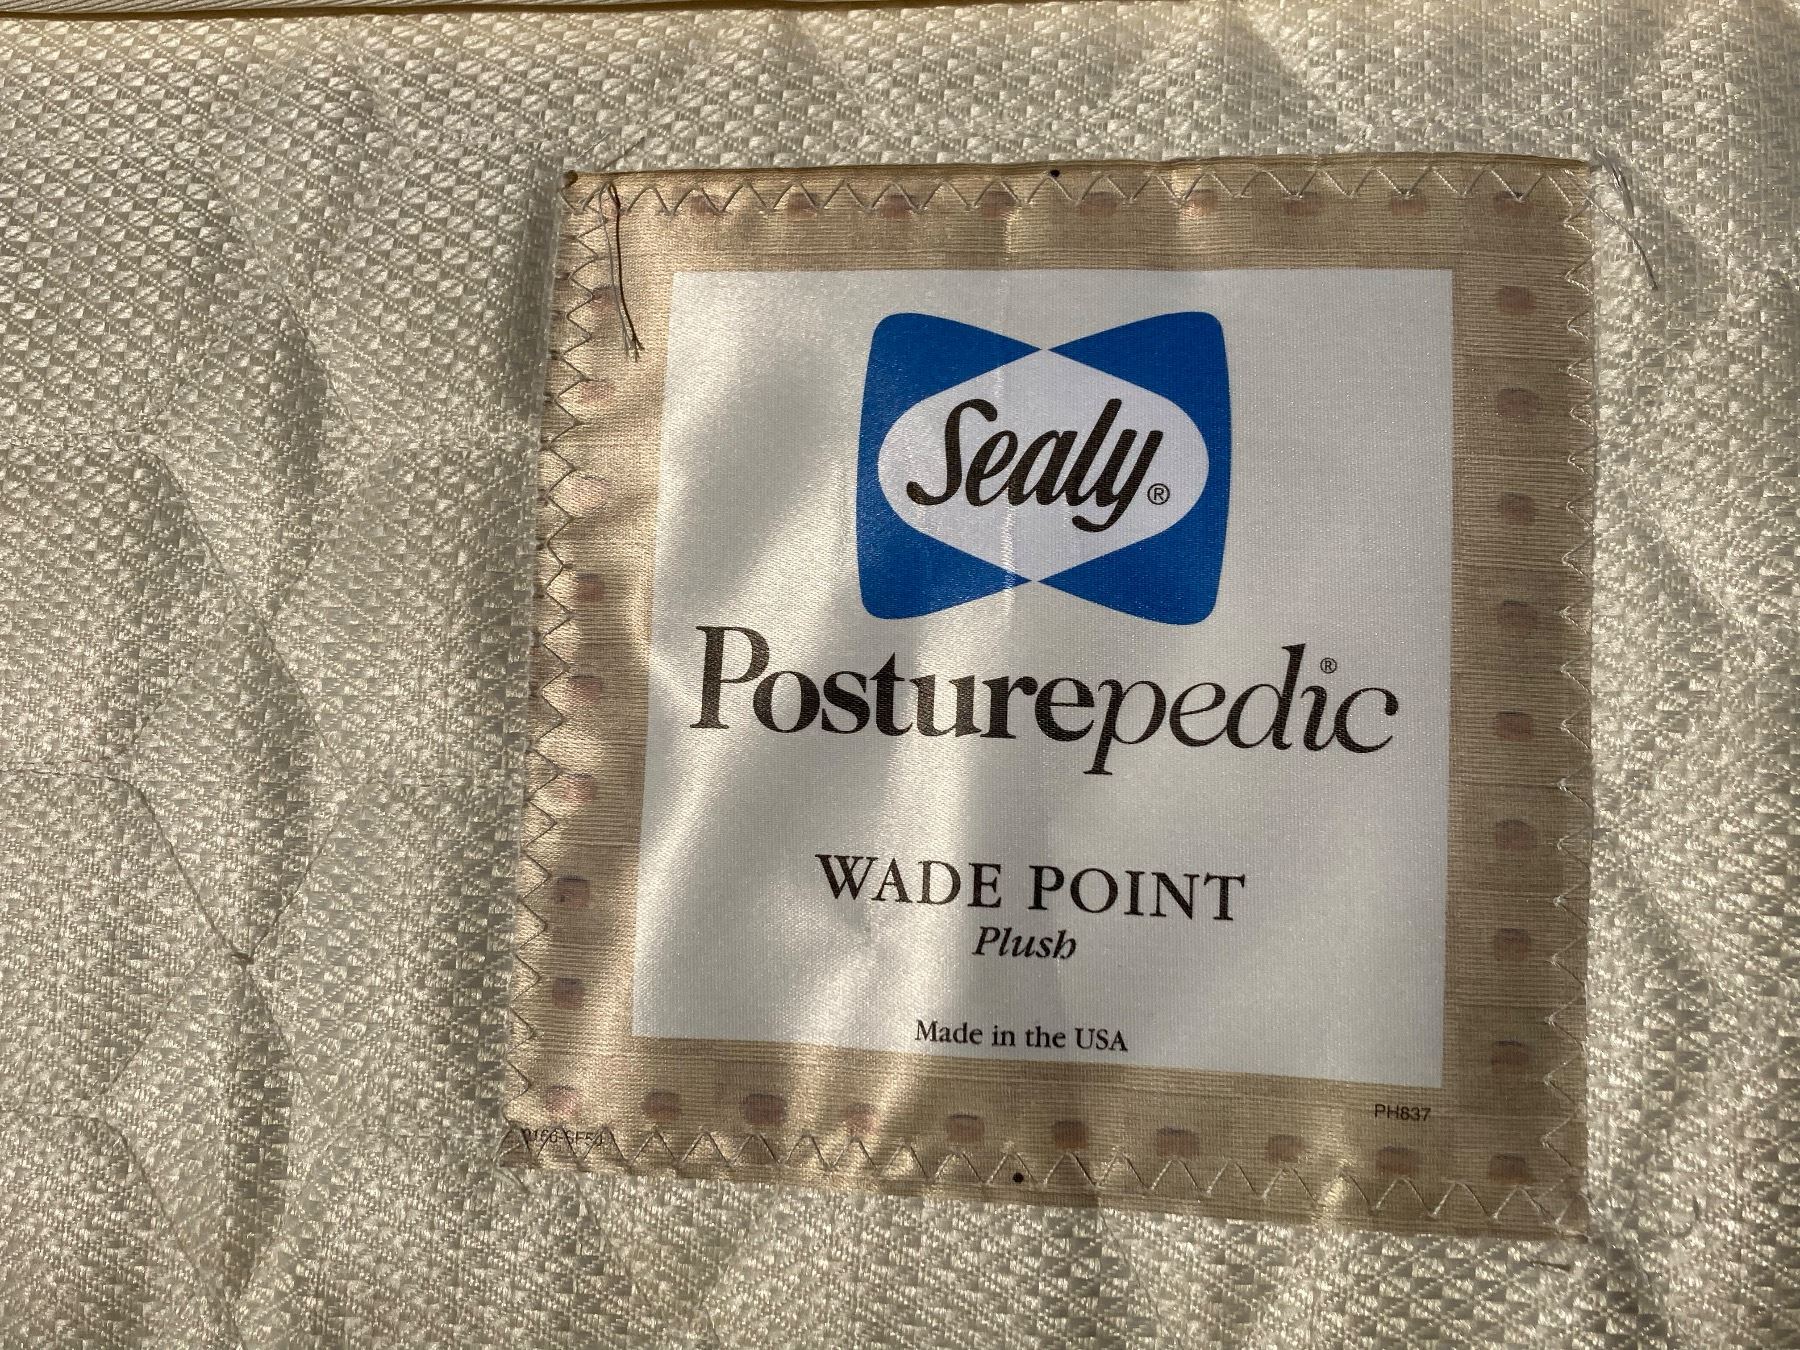 Sealy®
Posturepedic®
WADE POINT
Plush
Made in the USA
PH837